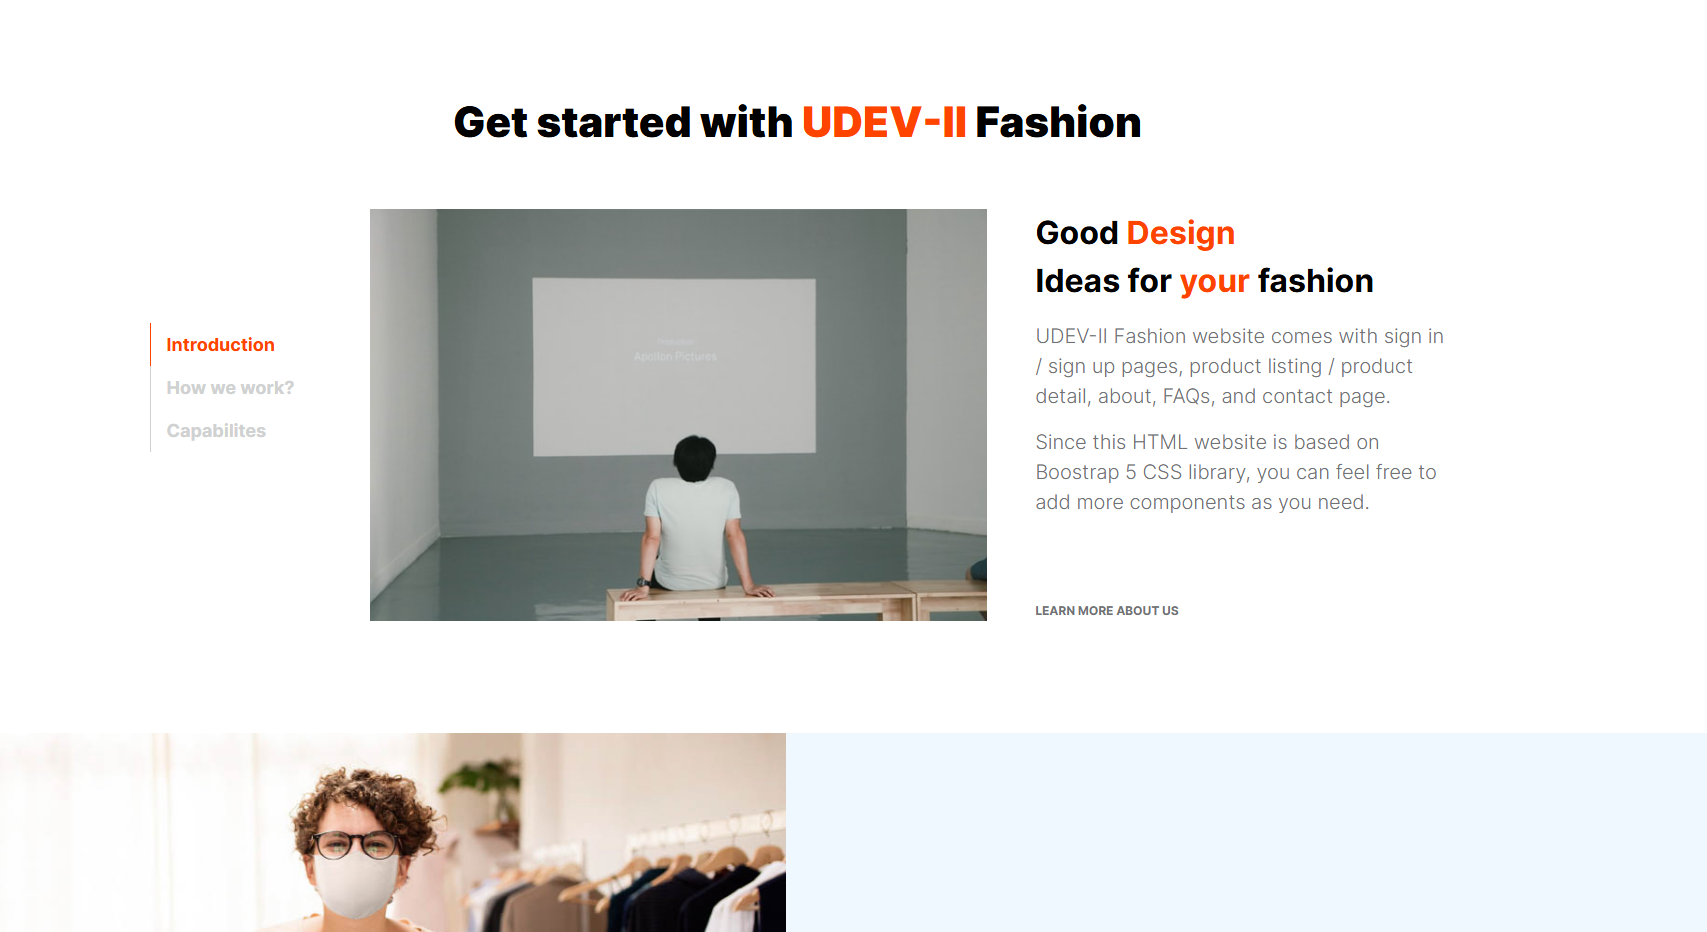 Get started with UDEV-II Fashion
Introduction
How we work?
Capabilites
Apollon Pictures
Good Design
Ideas for your fashion
UDEV-II Fashion website comes with sign in
/ sign up pages, product listing / product
detail, about, FAQs, and contact page.
Since this HTML website is based on
Boostrap 5 CSS library, you can feel free to
add more components as you need.
LEARN MORE ABOUT US